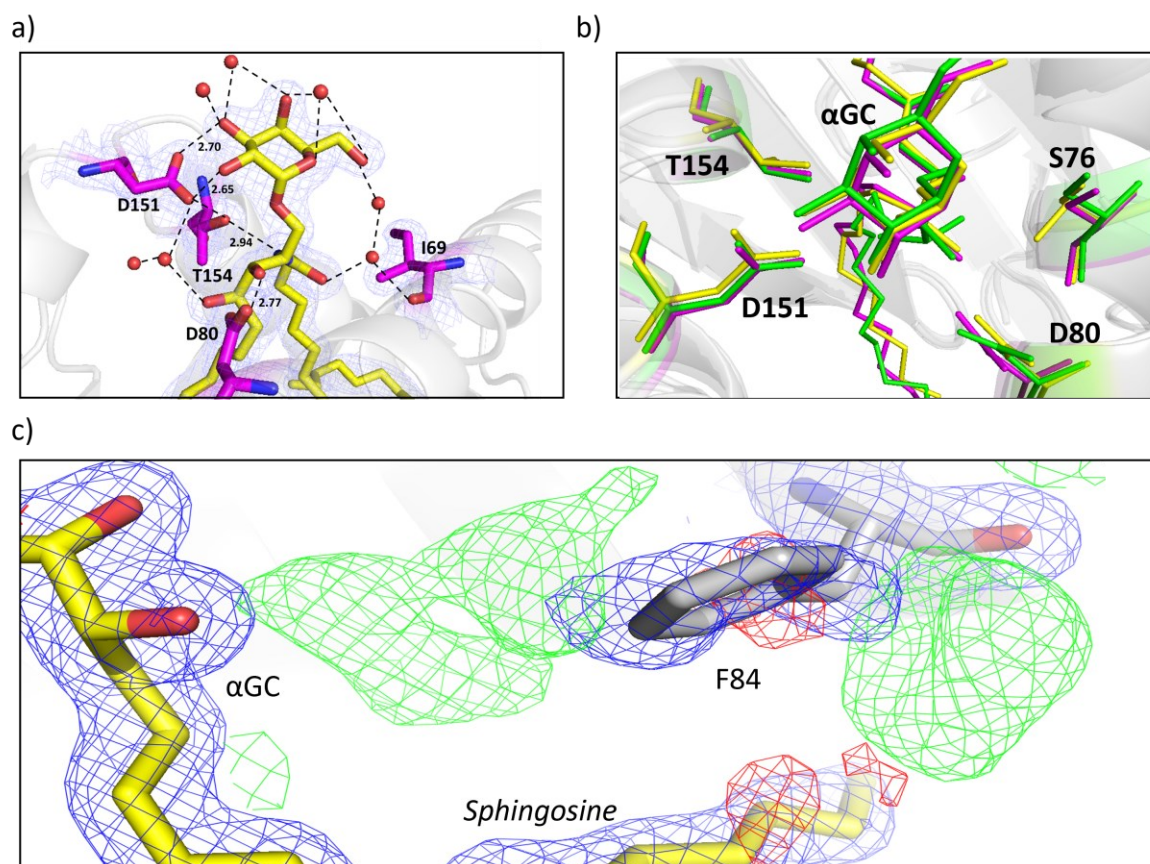 a)
b)
2.70
D151
2.65
2.94
T154
I69
2.77
D80
αGC
T154
S76
D151
D80
c)
αGC
F84
Sphingosine